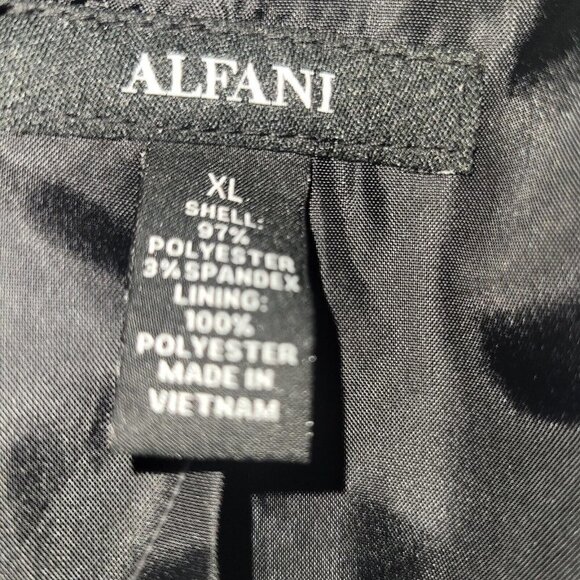 ALFANI
XL
SHELL:
97%
POLYESTER
3% SPANDEX
LINING:
100%
POLYESTER
MADE IN
VIETNAM